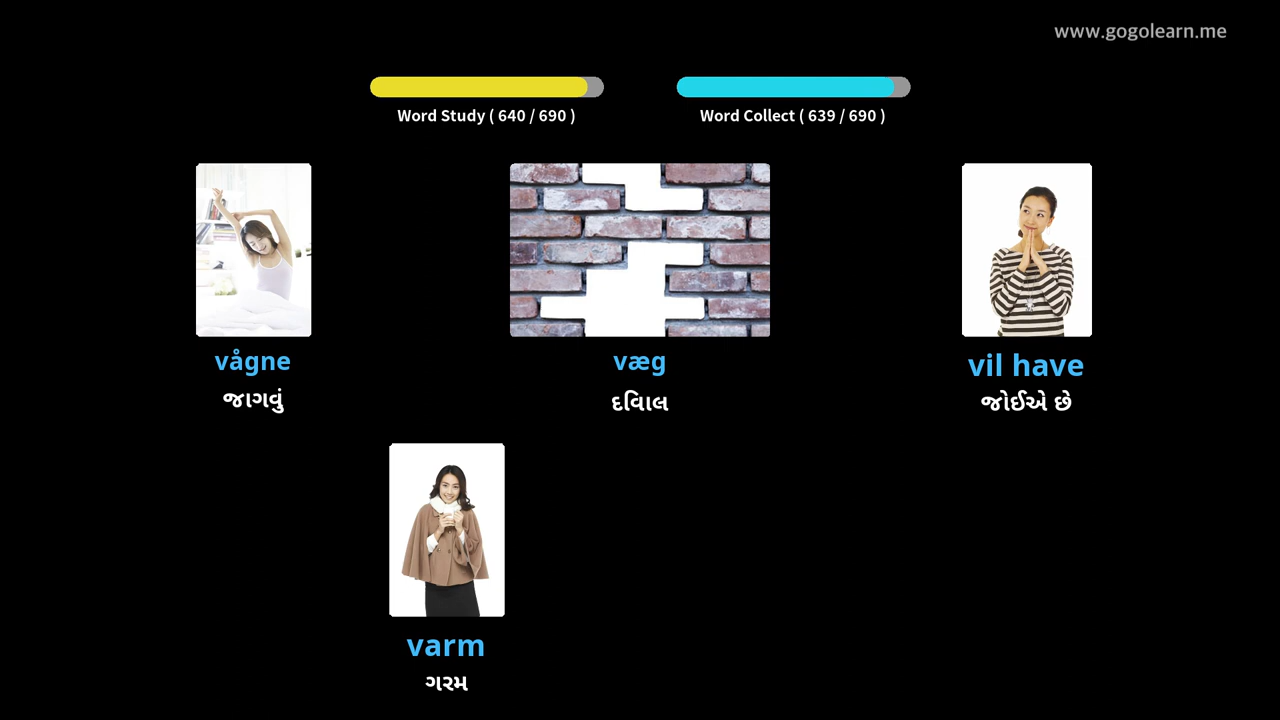 www.gogolearn.me
Word Study ( 640 / 690 )
Word Collect ( 639 / 690 )
vågne
જાગવું
væg
દિવાલ
vil have
જોઈએ છે
varm
ગરમ